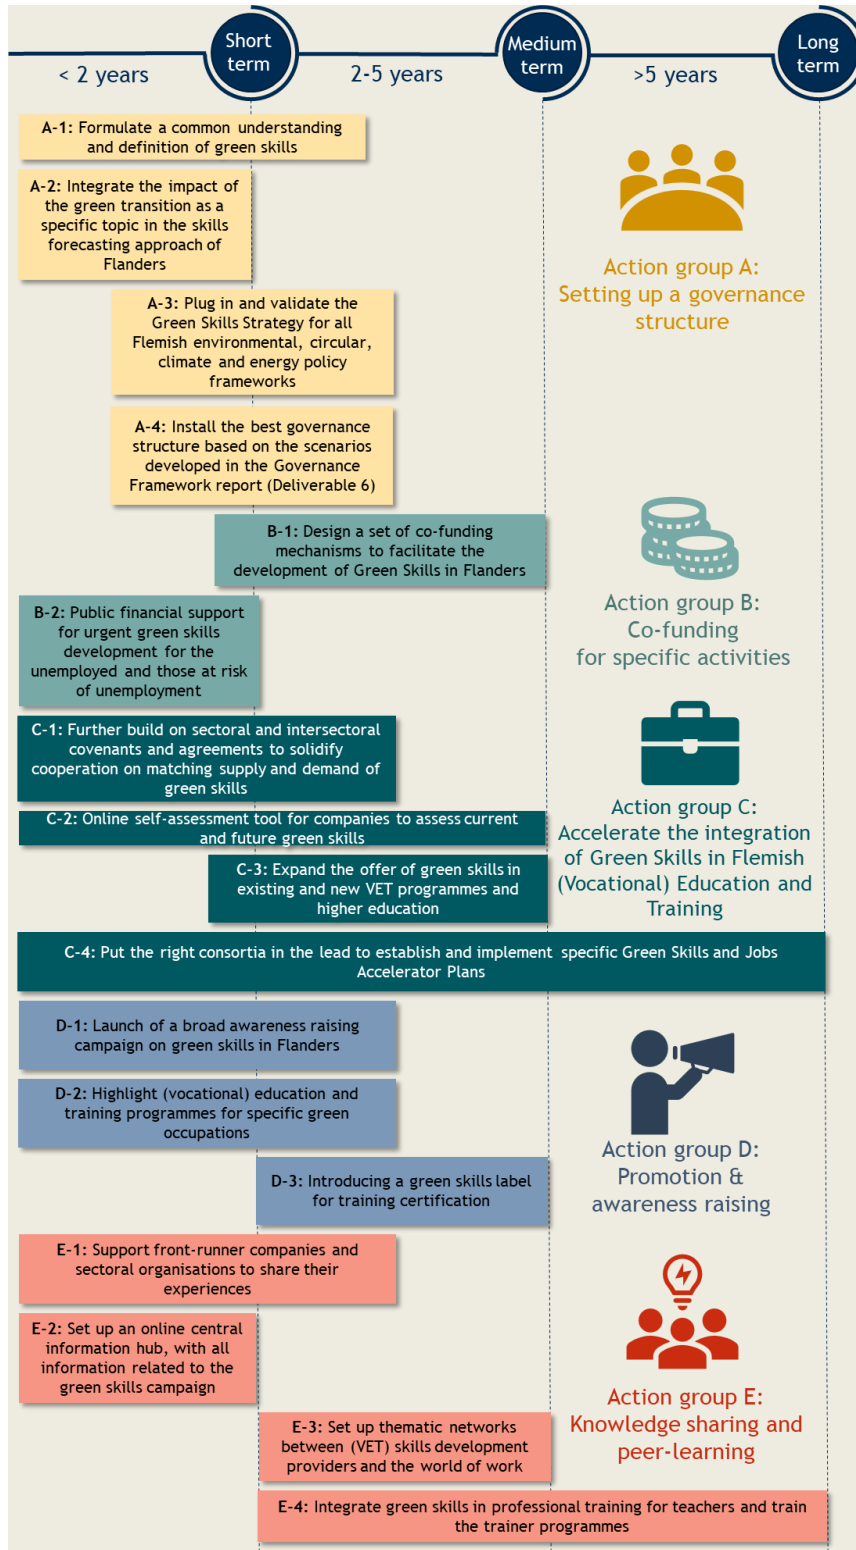 Short
term
Medium
term
Long
term
< 2 years
2-5 years
>5 years
A-1: Formulate a common understanding
and definition of green skills
A-2: Integrate the impact of
the green transition as a
specific topic in the skills
forecasting approach of
Flanders
A-3: Plug in and validate the
Green Skills Strategy for all
Flemish environmental, circular,
climate and energy policy
frameworks
A-4: Install the best governance
structure based on the scenarios
developed in the Governance
Framework report (Deliverable 6)
Action group A:
Setting up a governance
structure
B-1: Design a set of co-funding
mechanisms to facilitate the
development of Green Skills in Flanders
B-2: Public financial support
for urgent green skills
development for the
unemployed and those at risk
of unemployment
Action group B:
Co-funding
for specific activities
C-1: Further build on sectoral and intersectoral
covenants and agreements to solidify
cooperation on matching supply and demand of
green skills
C-2: Online self-assessment tool for companies to assess current
and future green skills
C-3: Expand the offer of green skills in
existing and new VET programmes and
higher education
Action group C:
Accelerate the integration
of Green Skills in Flemish
(Vocational) Education and
Training
C-4: Put the right consortia in the lead to establish and implement specific Green Skills and Jobs
Accelerator Plans
D-1: Launch of a broad awareness raising
campaign on green skills in Flanders
D-2: Highlight (vocational) education and
training programmes for specific green
occupations
D-3: Introducing a green skills label
for training certification
Action group D:
Promotion &
awareness raising
E-1: Support front-runner companies and
sectoral organisations to share their
experiences
E-2: Set up an online central
information hub, with all
information related to the
green skills campaign
Action group E:
Knowledge sharing and
peer-learning
E-3: Set up thematic networks
between (VET) skills development
providers and the world of work
E-4: Integrate green skills in professional training for teachers and train
the trainer programmes